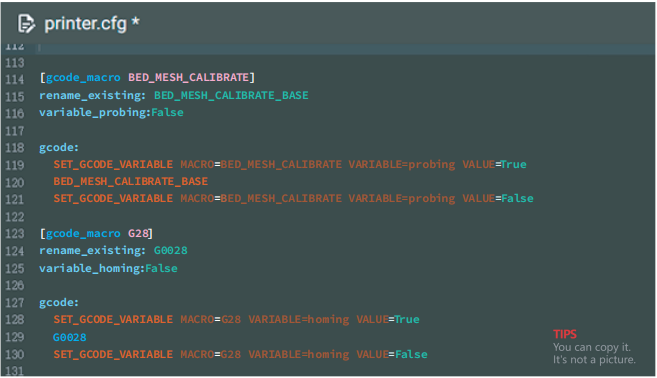 printer.cfg *
112
113
114 [gcode_macro BED_MESH_CALIBRATE]
115 rename_existing: BED_MESH_CALIBRATE_BASE
116 variable_probing:False
117
118 gcode:
119 SET_GCODE_VARIABLE MACRO=BED_MESH_CALIBRATE VARIABLE=probing VALUE=True
120 BED_MESH_CALIBRATE_BASE
121 SET_GCODE_VARIABLE MACRO=BED_MESH_CALIBRATE VARIABLE=probing VALUE=False
122
123 [gcode_macro G28]
124 rename_existing: G0028
125 variable_homing:False
126
127 gcode:
128 SET_GCODE_VARIABLE MACRO=G28 VARIABLE=homing VALUE=True
129 G0028
130 SET_GCODE_VARIABLE MACRO=G28 VARIABLE=homing VALUE=False
131
TIPS
You can copy it.
It's not a picture.